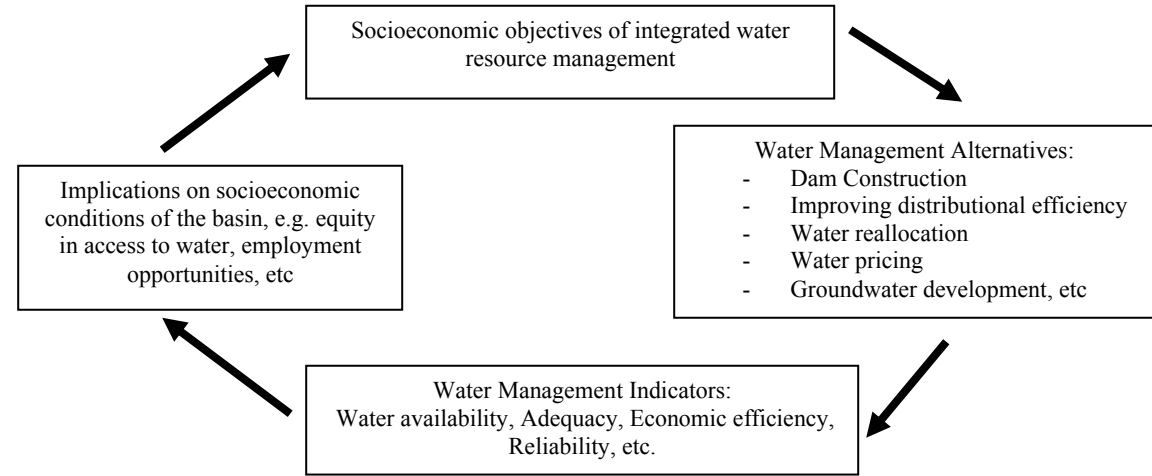 Socioeconomic objectives of integrated water
resource management
Water Management Alternatives:
- Dam Construction
- Improving distributional efficiency
- Water reallocation
- Water pricing
- Groundwater development, etc
Water Management Indicators:
Water availability, Adequacy, Economic efficiency,
Reliability, etc.
Implications on socioeconomic
conditions of the basin, e.g. equity
in access to water, employment
opportunities, etc